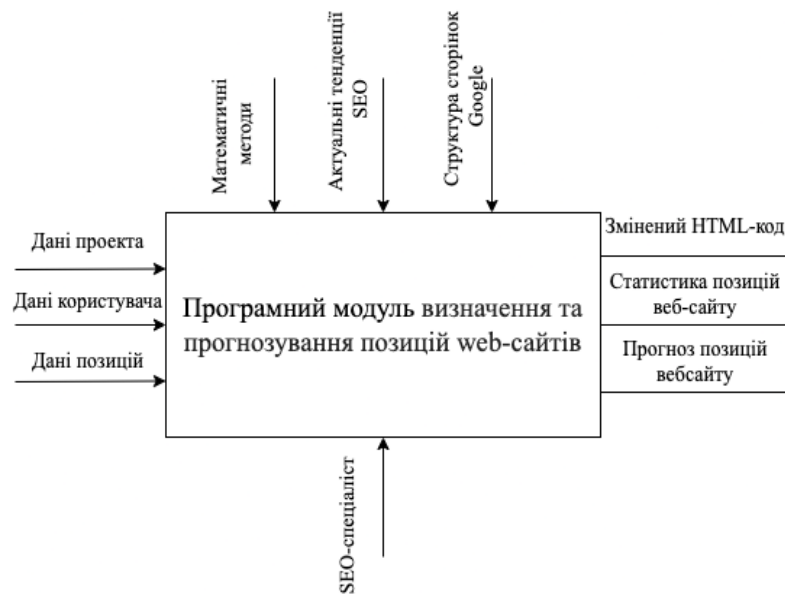 Математичні
методи
Актуальні тенденції
SEO
Структура сторінок
Google
Дані проекта
Дані користувача
Дані позицій
Програмний модуль визначення та
прогнозування позицій web-сайтів
Змінений HTML-код
Статистика позицій
веб-сайту
Прогноз позицій
вебсайту
SEO-спеціаліст